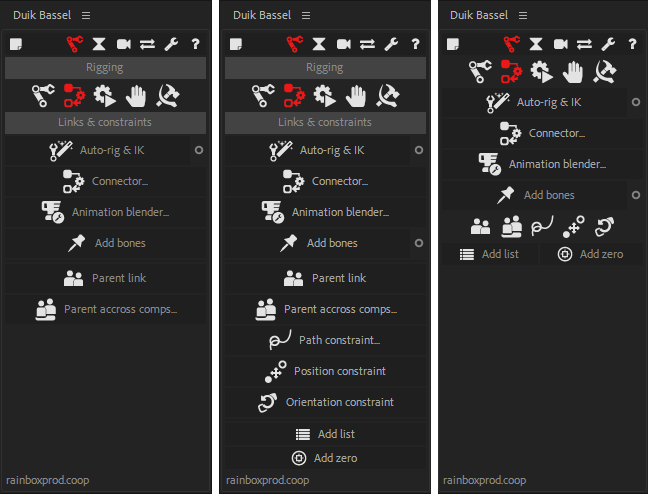 Duik Bassel
?
Rigging
Links & constraints
Auto-rig & IK
Connector...
Animation blender...
Add bones
Parent link
Parent accross comps...
rainboxprod.coop
Duik Bassel
?
Rigging
Links & constraints
Auto-rig & IK
Connector...
Animation blender...
Add bones
Parent link
Parent accross comps...
Path constraint...
Position constraint
Orientation constraint
Add list
Add zero
rainboxprod.coop
Duik Bassel
?
Auto-rig & IK
Connector...
Animation blender...
Add bones
Add list
Add zero
rainboxprod.coop